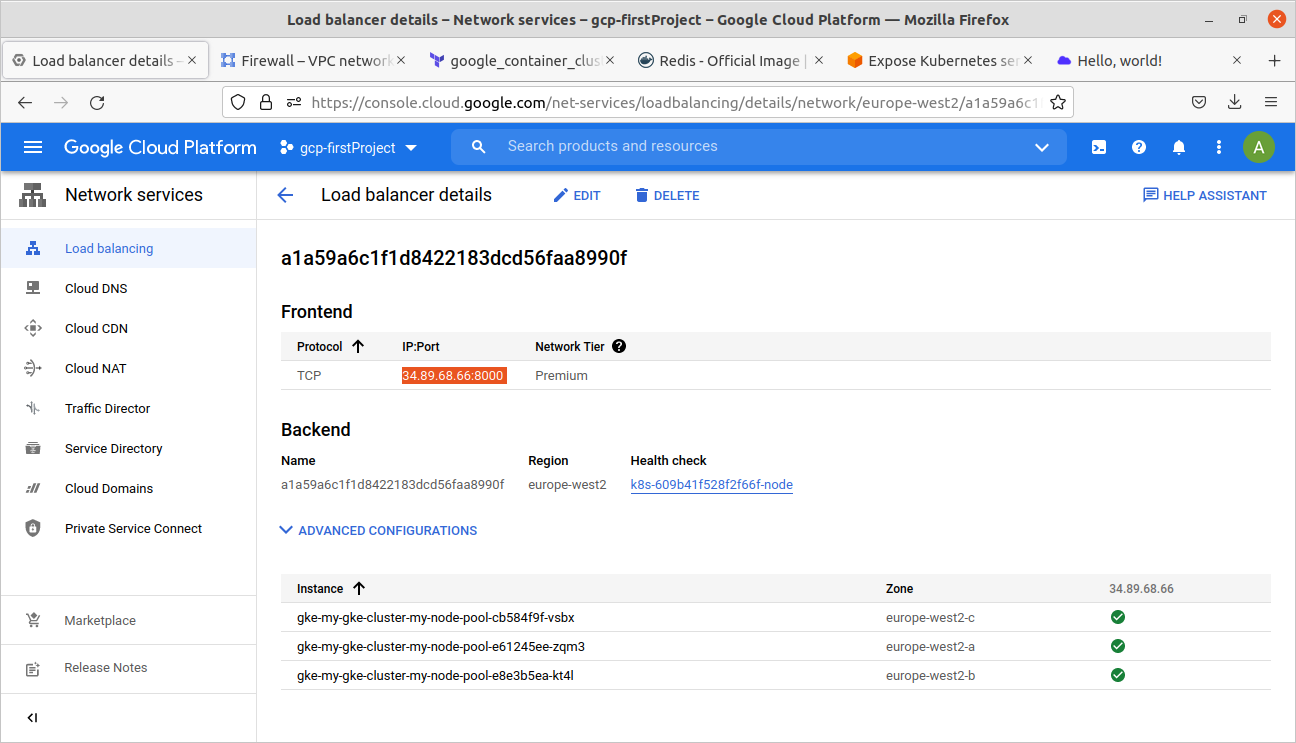 Load balancer details – Network services – gcp-firstProject – Google Cloud Platform — Mozilla Firefox
Load balancer details – Firewall – VPC network google_container_clus Redis - Official Image | Expose Kubernetes ser Hello, world!
https://console.cloud.google.com/net-services/loadbalancing/details/network/europe-west2/a1a59a6c1
Google Cloud Platform gcp-firstProject Search products and resources A
Network services Load balancer details EDIT DELETE HELP ASSISTANT
Load balancing
Cloud DNS
Cloud CDN
Cloud NAT
Traffic Director
Service Directory
Cloud Domains
Private Service Connect
Marketplace
Release Notes
a1a59a6c1f1d8422183dcd56faa8990f
Frontend
Protocol IP:Port Network Tier
TCP 34.89.68.66:8000 Premium
Backend
Name Region Health check
a1a59a6c1f1d8422183dcd56faa8990f europe-west2 k8s-609b41f528f2f66f-node
ADVANCED CONFIGURATIONS
Instance Zone 34.89.68.66
gke-my-gke-cluster-my-node-pool-cb584f9f-vsbx europe-west2-c
gke-my-gke-cluster-my-node-pool-e61245ee-zqm3 europe-west2-a
gke-my-gke-cluster-my-node-pool-e8e3b5ea-kt4l europe-west2-b